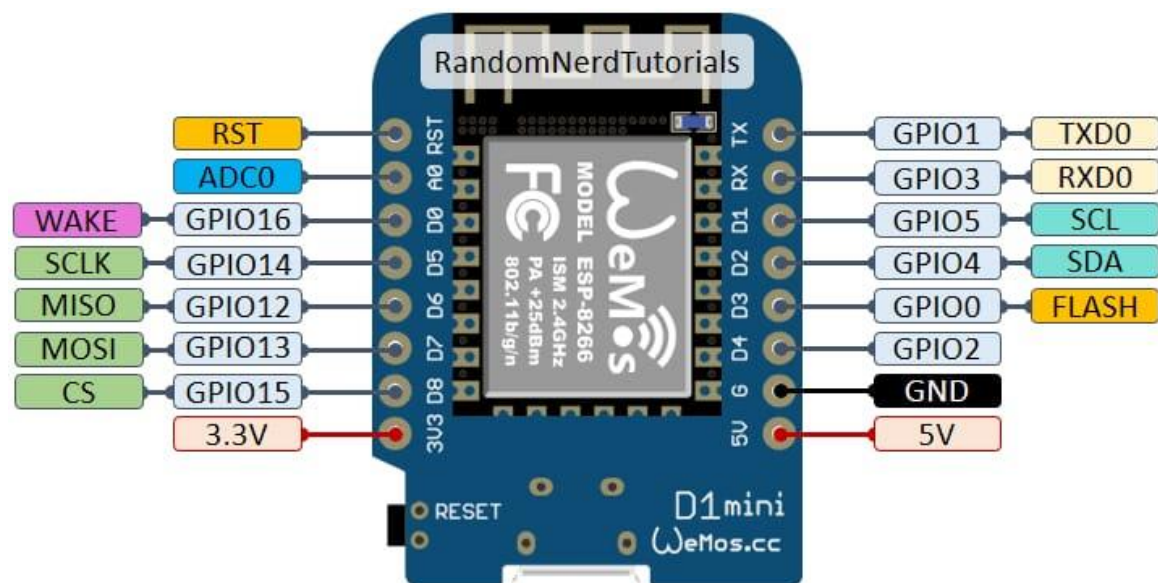 RandomNerdTutorials
RST RST TX GPIO1 TXD0
ADC0 A0 RX GPIO3 RXD0
WAKE GPIO16 D0 D1 GPIO5 SCL
SCLK GPIO14 D5 D2 GPIO4 SDA
MISO GPIO12 D6 D3 GPIO0 FLASH
MOSI GPIO13 D7 D4 GPIO2
CS GPIO15 D8 G GND
3.3V 3V3 5V 5V
WeMos
MODEL ESP-8266
ISM 2.4GHz
PA +25dBm
802.11b/g/n
FC
RESET
D1mini
WeMos.cc